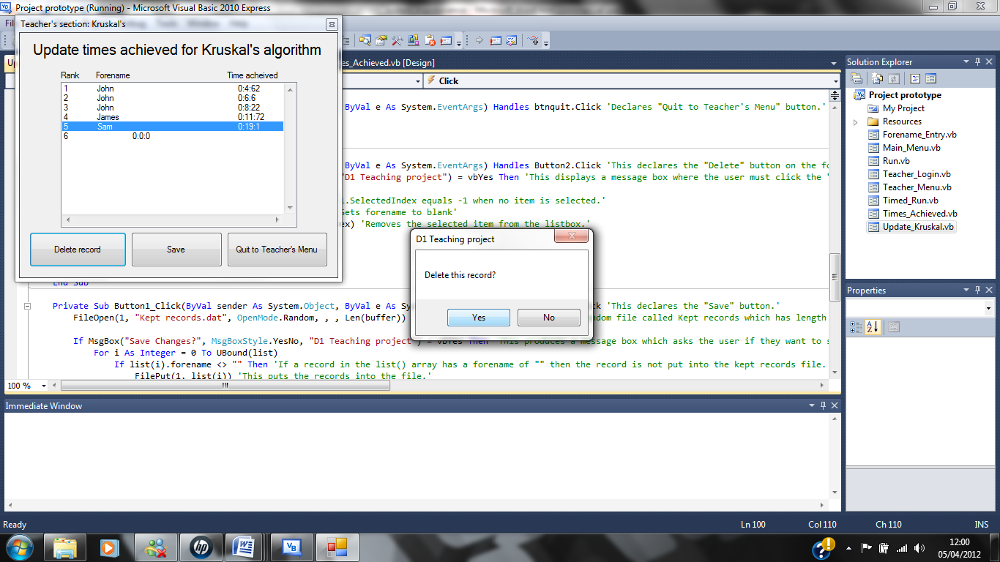 Project prototype (Running) - Microsoft Visual Basic 2010 Express
Teacher's section: Kruskal's
Update times achieved for Kruskal's algorithm
Rank Forename Time acheived
1 John 0:4:62
2 John 0:6:6
3 John 0:8:22
4 James 0:11:72
5 Sam 0:19:1
6 0:0:0
Delete record
Save
Quit to Teacher's Menu
es_Achieved.vb [Design]
Click
ByVal e As System.EventArgs) Handles btnquit.Click 'Declares "Quit to Teacher's Menu" button.'
ByVal e As System.EventArgs) Handles Button2.Click 'This declares the "Delete" button on the fo
"D1 Teaching project") = vbYes Then 'This displays a message box where the user must click the "
.SelectedIndex equals -1 when no item is selected.'
Sets forename to blank'
ex) 'Removes the selected item from the listbox.'
D1 Teaching project
Delete this record?
Yes
No
End Sub
Private Sub Button1_Click(ByVal sender As System.Object, ByVal e As Sy ck 'This declares the "Save" button.'
FileOpen(1, "Kept records.dat", OpenMode.Random, , , Len(buffer)) ndom file called Kept records which has length
If MsgBox("Save Changes?", MsgBoxStyle.YesNo, "D1 Teaching project") = vbYes Then 'This produces a message box which asks the user if they want to s
For i As Integer = 0 To UBound(list)
If list(i).forename <> "" Then 'If a record in the list() array has a forename of "" then the record is not put into the kept records file.
FilePut(1, list(i)) 'This puts the records into the file.'
100 %
Immediate Window
Solution Explorer
Project prototype
My Project
Resources
Forename_Entry.vb
Main_Menu.vb
Run.vb
Teacher_Login.vb
Teacher_Menu.vb
Timed_Run.vb
Times_Achieved.vb
Update_Kruskal.vb
Properties
Ready
Ln 100
Col 110
Ch 110
INS
12:00
05/04/2012